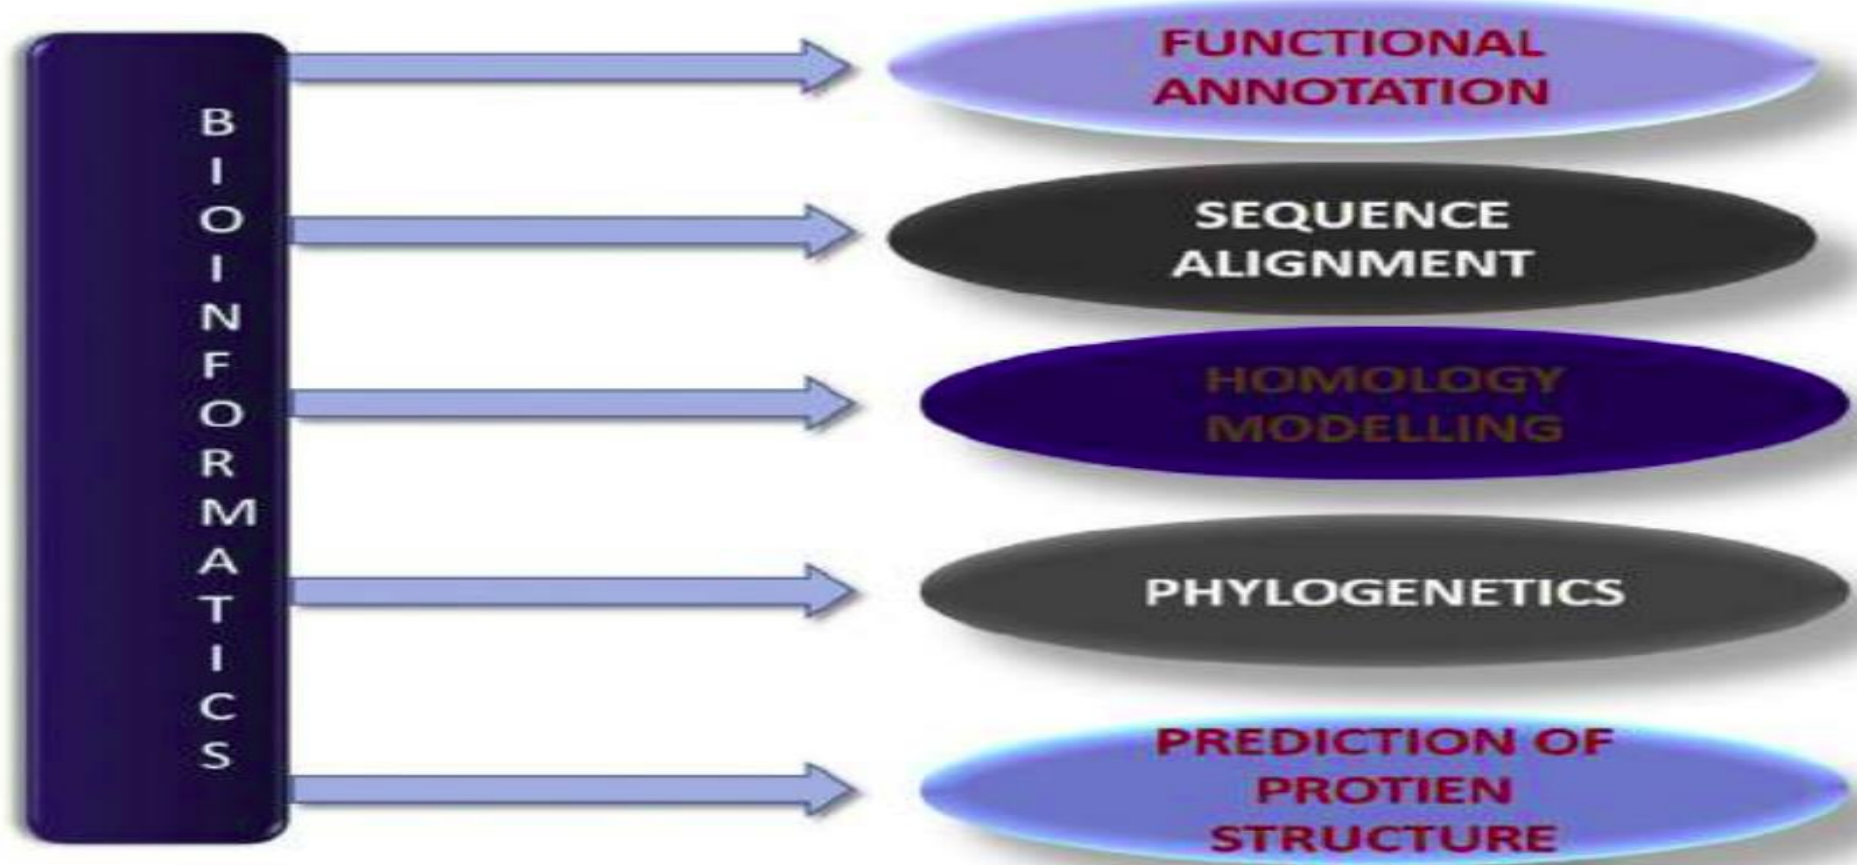 BIOINFORMATICS
FUNCTIONAL
ANNOTATION
SEQUENCE
ALIGNMENT
HOMOLOGY
MODELLING
PHYLOGENETICS
PREDICTION OF
PROTIEN
STRUCTURE